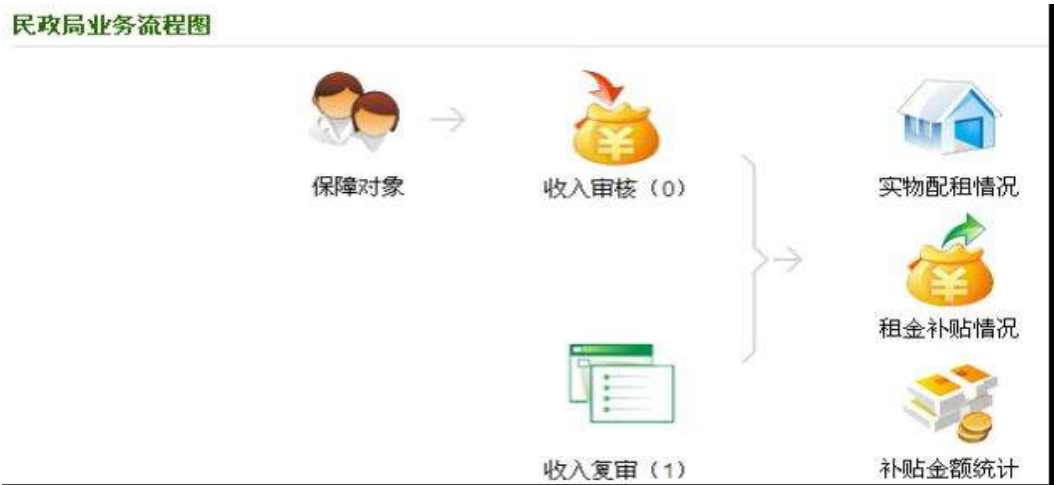 民政局业务流程图
保障对象
收入审核（0）
实物配租情况
租金补贴情况
收入复审（1）
补贴金额统计